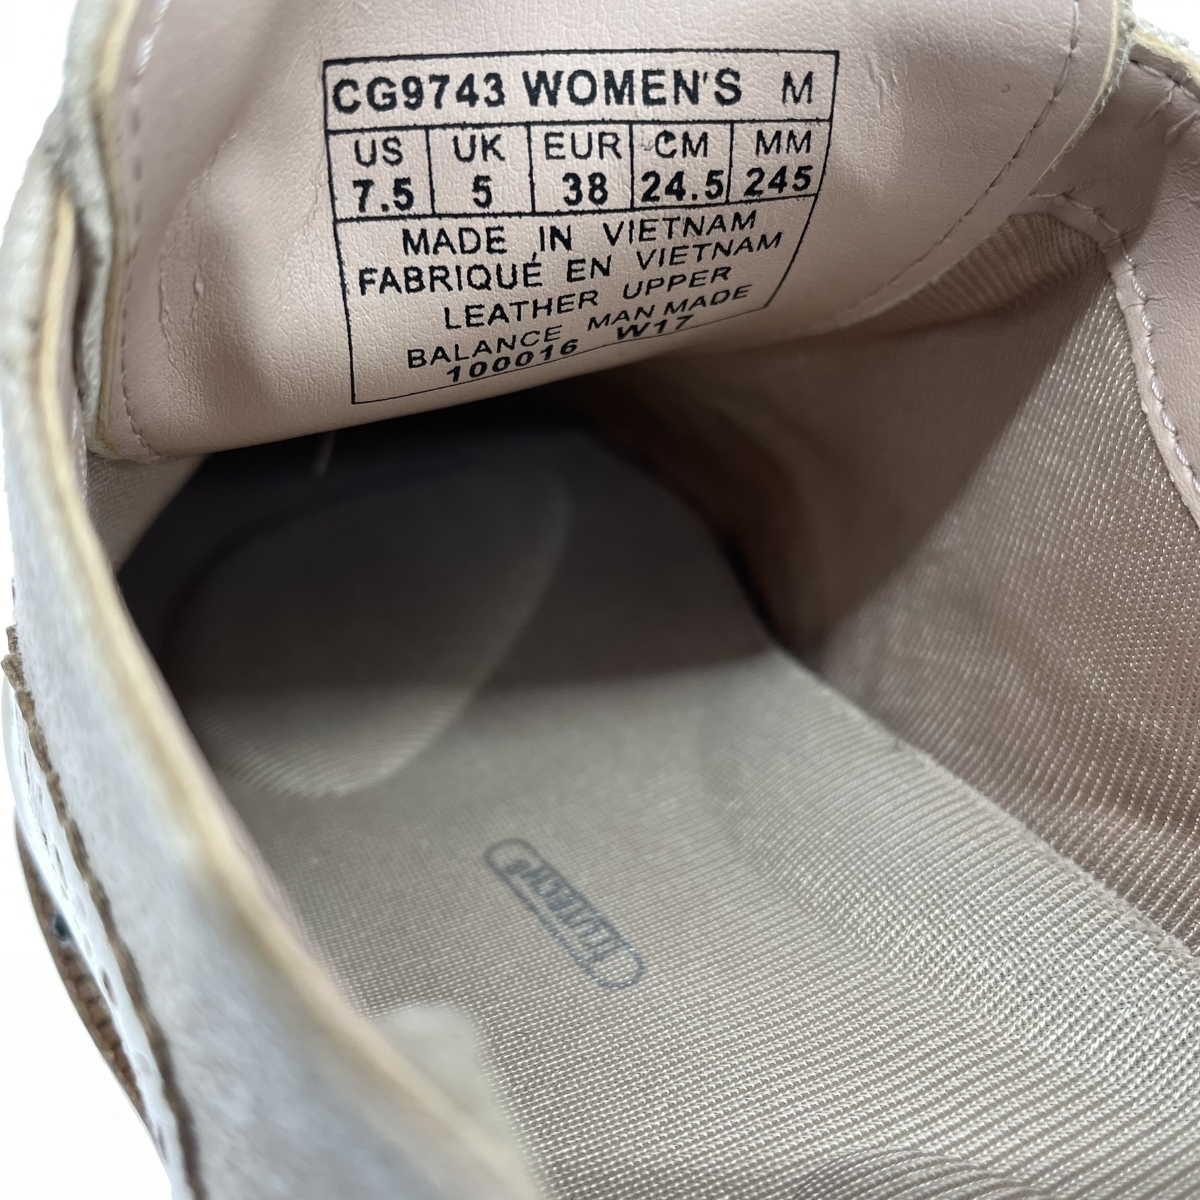 CG9743 WOMEN'S M
US UK EUR CM MM
7.5 5 38 24.5 245
MADE IN VIETNAM
FABRIQUÉ EN VIETNAM
LEATHER UPPER
BALANCE MAN MADE
100016 W17